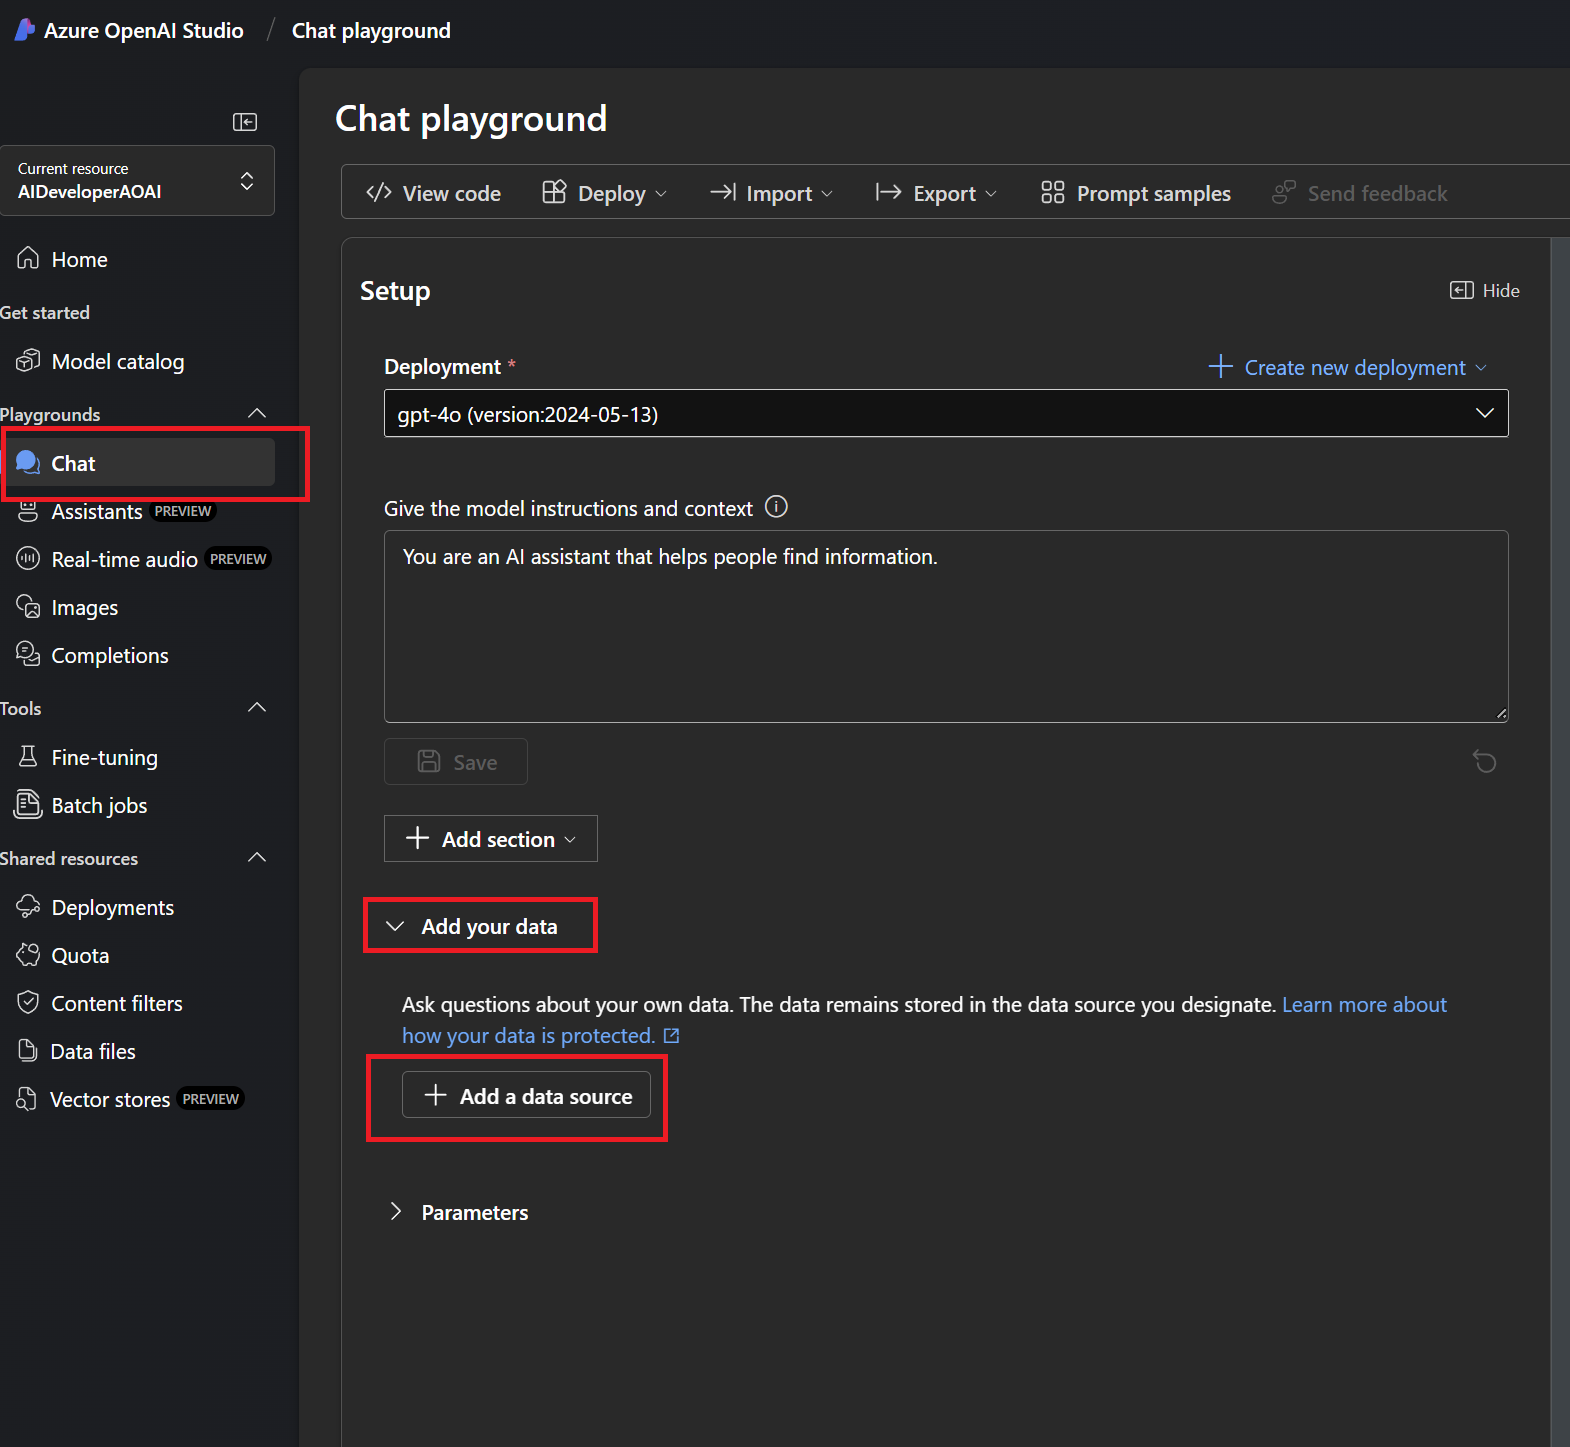 Azure OpenAI Studio / Chat playground
Current resource
AIDeveloperAOAI
Home
Get started
Model catalog
Playgrounds
Chat
Assistants PREVIEW
Real-time audio PREVIEW
Images
Completions
Tools
Fine-tuning
Batch jobs
Shared resources
Deployments
Quota
Content filters
Data files
Vector stores PREVIEW
Chat playground
View code Deploy Import Export Prompt samples Send feedback
Setup Hide
Deployment * Create new deployment
gpt-4o (version:2024-05-13)
Give the model instructions and context
You are an AI assistant that helps people find information.
Save
Add section
Add your data
Ask questions about your own data. The data remains stored in the data source you designate. Learn more about
how your data is protected.
Add a data source
Parameters